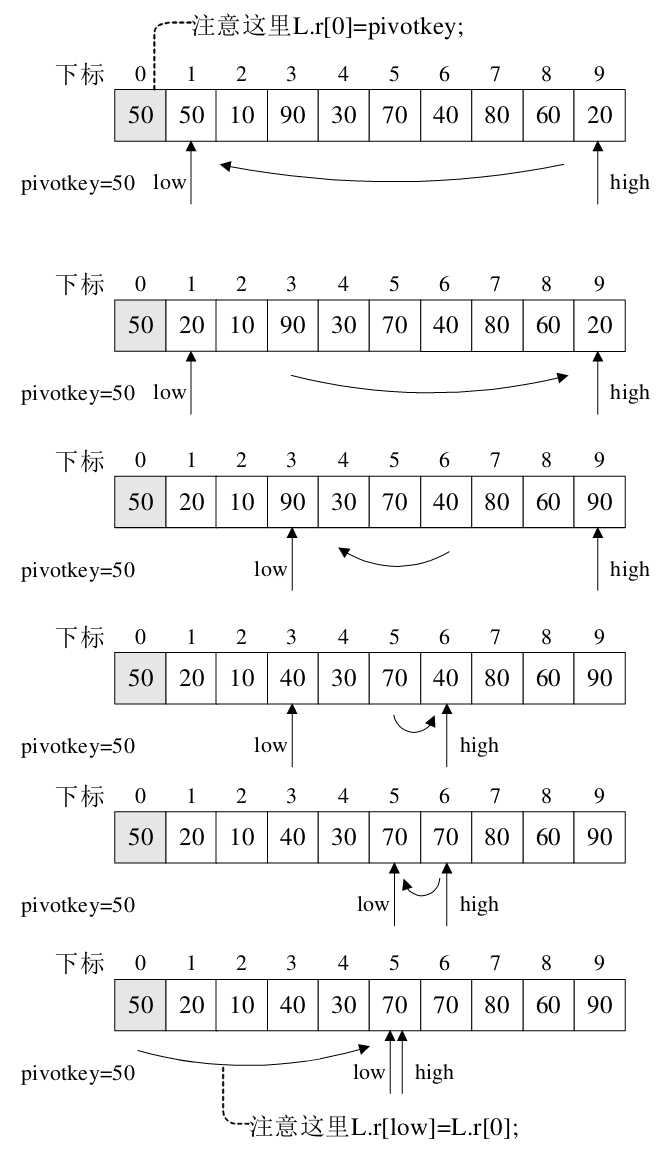 注意这里L.r[0]=pivotkey;
下标 0 1 2 3 4 5 6 7 8 9
50 50 10 90 30 70 40 80 60 20
pivotkey=50 low high
下标 0 1 2 3 4 5 6 7 8 9
50 20 10 90 30 70 40 80 60 20
pivotkey=50 low high
下标 0 1 2 3 4 5 6 7 8 9
50 20 10 90 30 70 40 80 60 90
pivotkey=50 low high
下标 0 1 2 3 4 5 6 7 8 9
50 20 10 40 30 70 40 80 60 90
pivotkey=50 low high
下标 0 1 2 3 4 5 6 7 8 9
50 20 10 40 30 70 70 80 60 90
pivotkey=50 low high
下标 0 1 2 3 4 5 6 7 8 9
50 20 10 40 30 70 70 80 60 90
pivotkey=50 low high
注意这里L.r[low]=L.r[0];